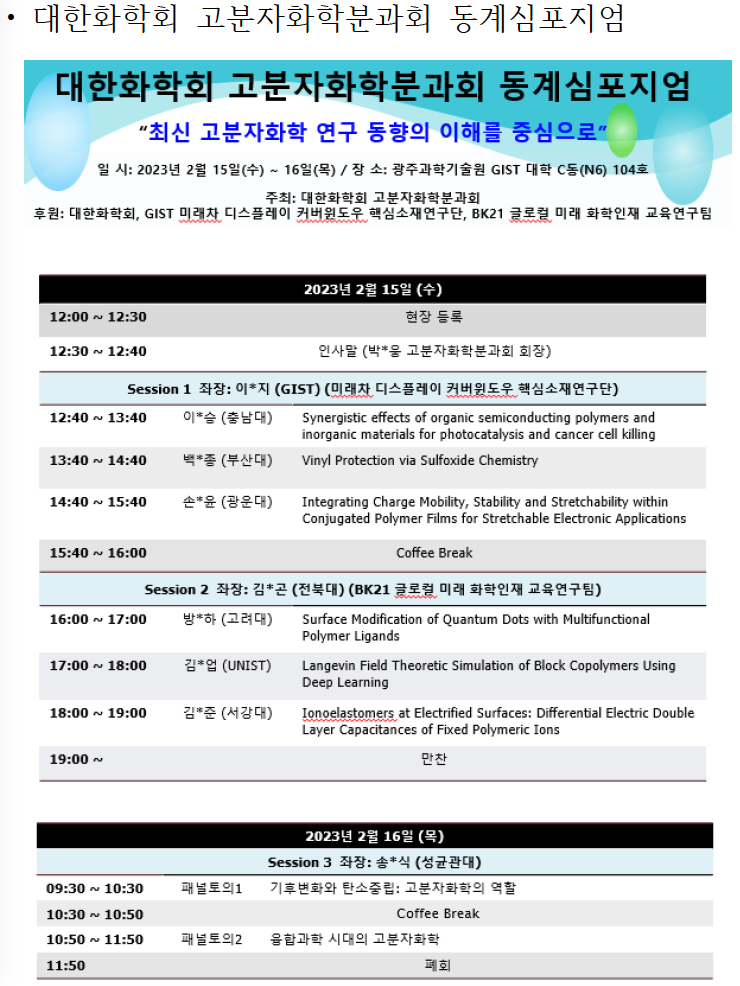 • 대한화학회 고분자화학분과회 동계심포지엄
대한화학회 고분자화학분과회 동계심포지엄
“최신 고분자화학 연구 동향의 이해를 중심으로”
일 시: 2023년 2월 15일(수) ~ 16일(목) / 장 소: 광주과학기술원 GIST 대학 C동(N6) 104호
주최: 대한화학회 고분자화학분과회
후원: 대한화학회, GIST 미래차 디스플레이 커버윈도우 핵심소재연구단, BK21 글로컬 미래 화학인재 교육연구팀
2023년 2월 15일 (수)
12:00 ~ 12:30 현장 등록
12:30 ~ 12:40 인사말 (박*웅 고분자화학분과회 회장)
Session 1 좌장: 이*지 (GIST) (미래차 디스플레이 커버윈도우 핵심소재연구단)
12:40 ~ 13:40 이*승 (충남대) Synergistic effects of organic semiconducting polymers and
inorganic materials for photocatalysis and cancer cell killing
13:40 ~ 14:40 백*종 (부산대) Vinyl Protection via Sulfoxide Chemistry
14:40 ~ 15:40 손*윤 (광운대) Integrating Charge Mobility, Stability and Stretchability within
Conjugated Polymer Films for Stretchable Electronic Applications
15:40 ~ 16:00 Coffee Break
Session 2 좌장: 김*곤 (전북대) (BK21 글로컬 미래 화학인재 교육연구팀)
16:00 ~ 17:00 방*하 (고려대) Surface Modification of Quantum Dots with Multifunctional
Polymer Ligands
17:00 ~ 18:00 김*업 (UNIST) Langevin Field Theoretic Simulation of Block Copolymers Using
Deep Learning
18:00 ~ 19:00 김*준 (서강대) Ionoelastomers at Electrified Surfaces: Differential Electric Double
Layer Capacitances of Fixed Polymeric Ions
19:00 ~ 만찬
2023년 2월 16일 (목)
Session 3 좌장: 송*식 (성균관대)
09:30 ~ 10:30 패널토의1 기후변화와 탄소중립: 고분자화학의 역할
10:30 ~ 10:50 Coffee Break
10:50 ~ 11:50 패널토의2 융합과학 시대의 고분자화학
11:50 폐회